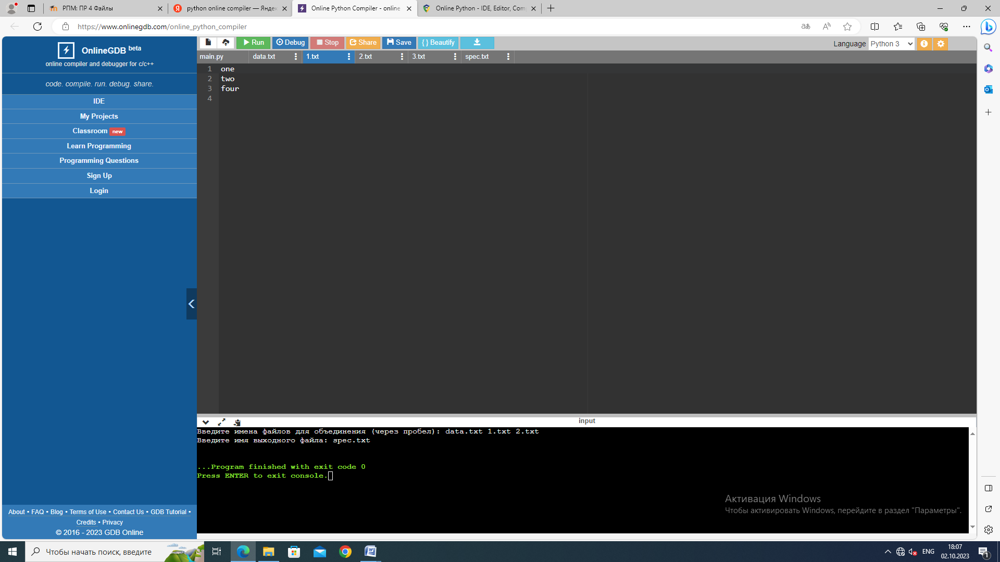 РПМ: ПР 4 Файлы
python online compiler — Яндек
Online Python Compiler - online
Online Python - IDE, Editor, Com
https://www.onlinegdb.com/online_python_compiler
OnlineGDB beta
online compiler and debugger for c/c++
code. compile. run. debug. share.
IDE
My Projects
Classroom new
Learn Programming
Programming Questions
Sign Up
Login
About • FAQ • Blog • Terms of Use • Contact Us • GDB Tutorial •
Credits • Privacy
© 2016 - 2023 GDB Online
Run Debug Stop Share Save { } Beautify
Language Python 3
main.py data.txt 1.txt 2.txt 3.txt spec.txt
1 one
2 two
3 four
4
input
Введите имена файлов для объединения (через пробел): data.txt 1.txt 2.txt
Введите имя выходного файла: spec.txt
...Program finished with exit code 0
Press ENTER to exit console.
Активация Windows
Чтобы активировать Windows, перейдите в раздел "Параметры".
Чтобы начать поиск, введите
ENG
18:07
02.10.2023
1